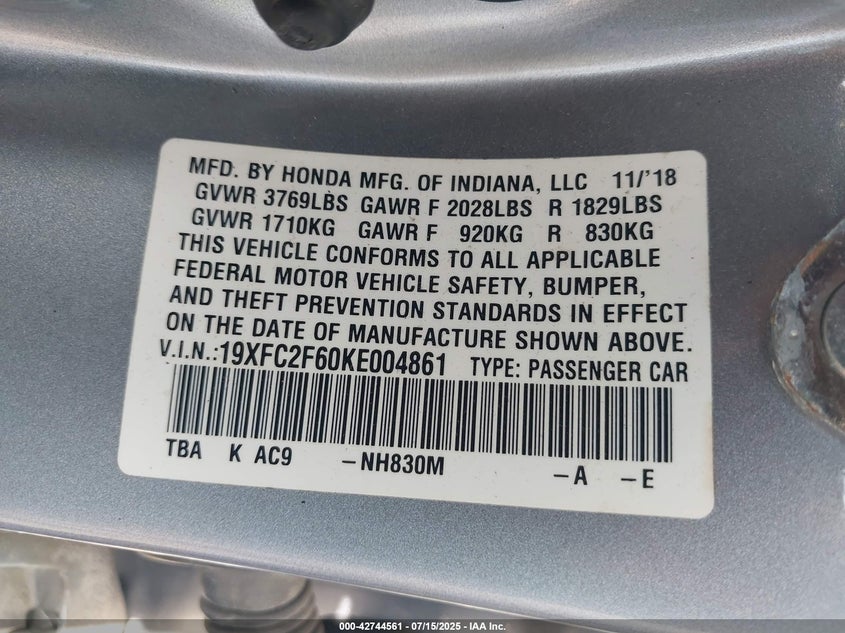 MFD. BY HONDA MFG. OF INDIANA, LLC 11/'18
GVWR 3769LBS GAWR F 2028LBS R 1829LBS
GVWR 1710KG GAWR F 920KG R 830KG
THIS VEHICLE CONFORMS TO ALL APPLICABLE
FEDERAL MOTOR VEHICLE SAFETY, BUMPER,
AND THEFT PREVENTION STANDARDS IN EFFECT
ON THE DATE OF MANUFACTURE SHOWN ABOVE.
V.I.N.:19XFC2F60KE004861 TYPE: PASSENGER CAR
TBA K AC9 -NH830M -A -E
000-42744561 | 07/15/2025 - IAA Inc.